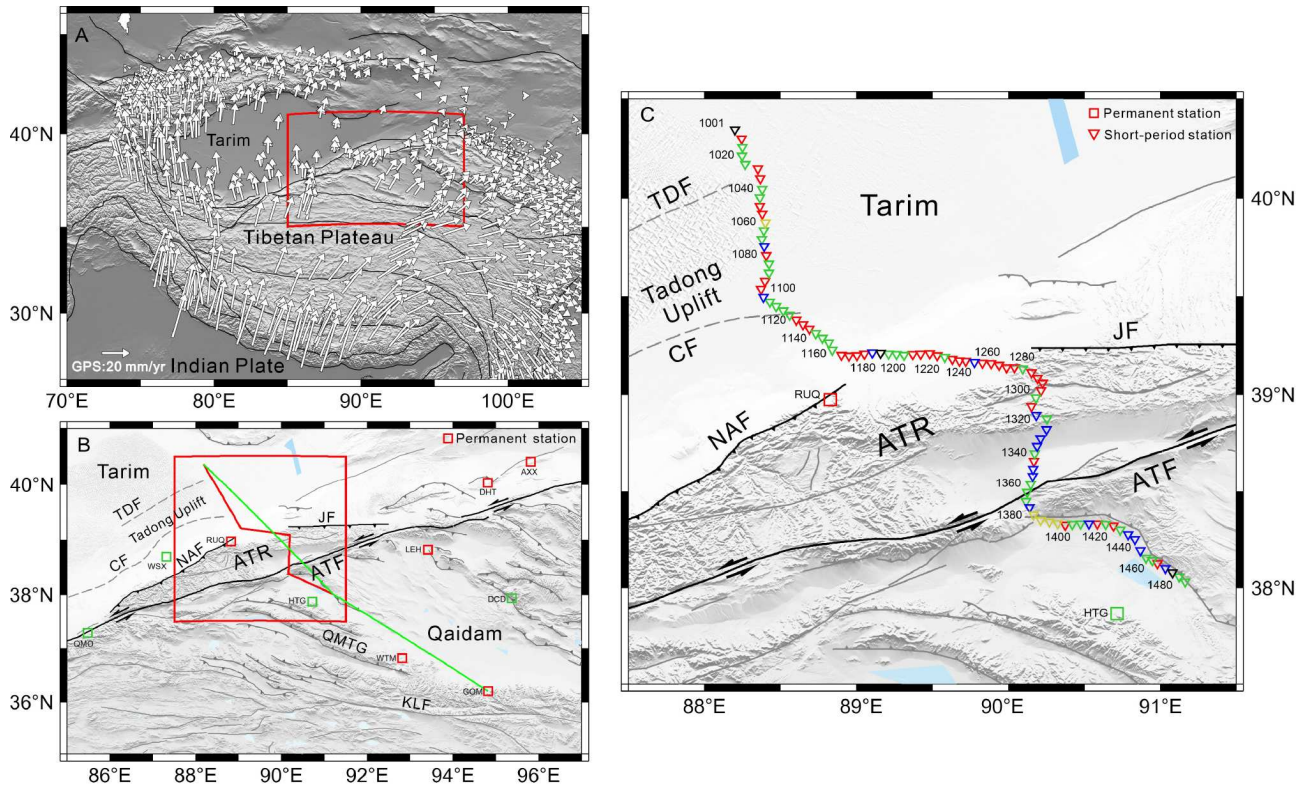 A
40°N
Tarim
Tibetan Plateau
30°N
GPS:20 mm/yr
Indian Plate
70°E
80°E
90°E
100°E
B
Permanent station
Tarim
AXX
40°N
DHT
TDF
Tadong Uplift
JF
RUQ
CF
NAF
ATR
LEH
WSX
ATF
38°N
HTG
DCD
Qaidam
QMO
QMTG
WTM
GOM
36°N
KLF
86°E
88°E
90°E
92°E
94°E
96°E
C
Permanent station
Short-period station
1001
1020
40°N
TDF
1040
Tarim
1060
1080
Tadong
Uplift
1100
1120
CF
1140
JF
1160
1180
1200
1220
1240
1260
1280
39°N
RUQ
1300
NAF
ATR
1320
1340
ATF
1360
1380
1400
1420
1440
1460
1480
38°N
HTG
88°E
89°E
90°E
91°E